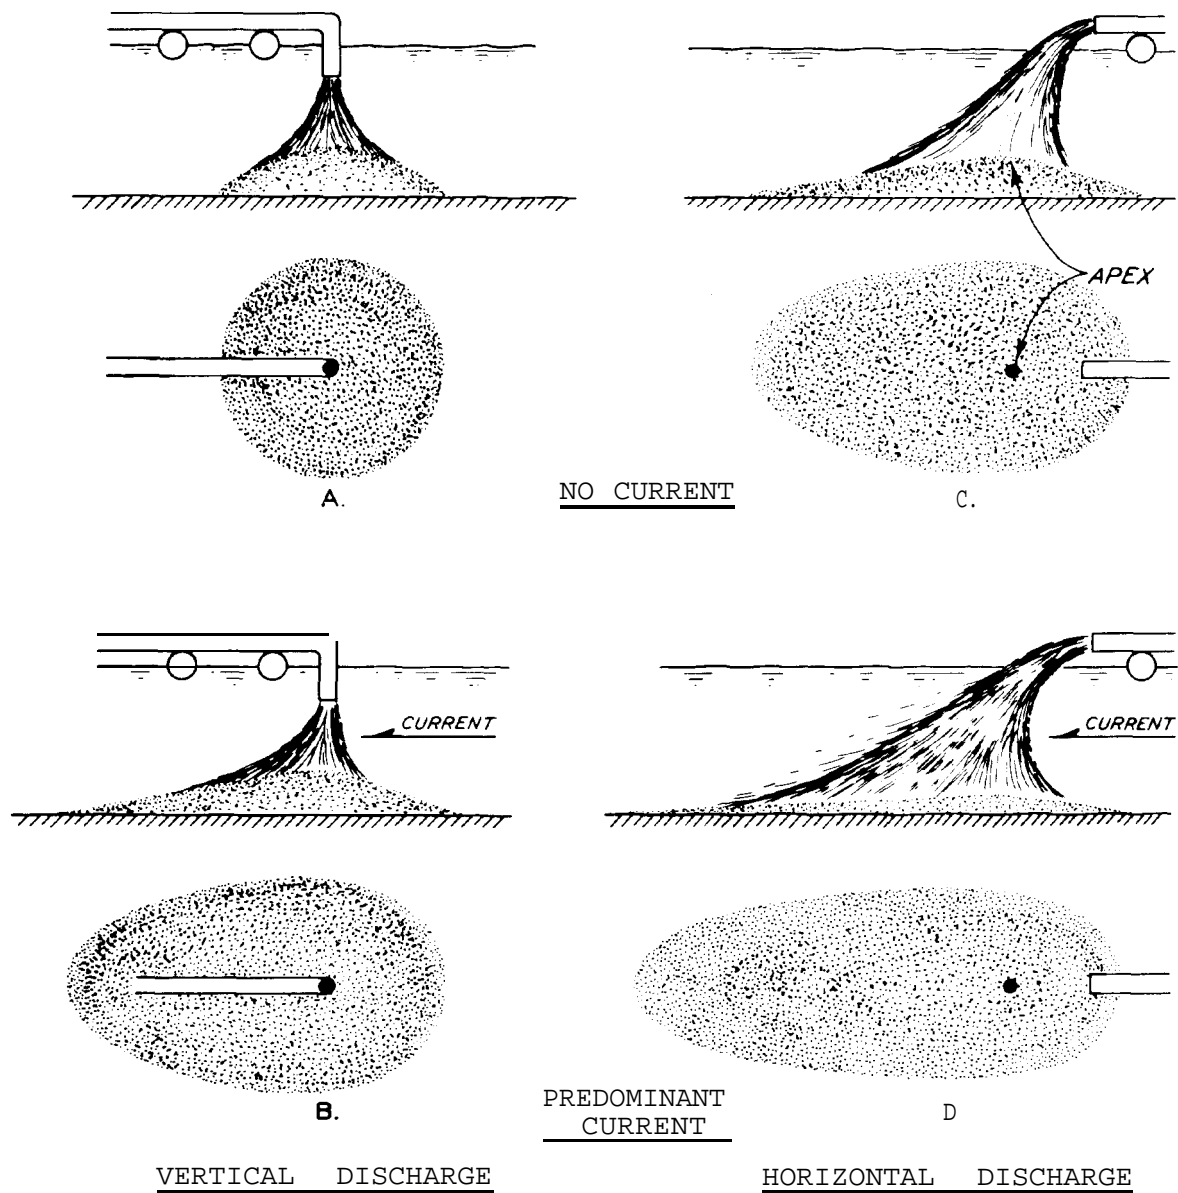 APEX
A.
NO CURRENT
C.
CURRENT
CURRENT
B.
PREDOMINANT
CURRENT
D
VERTICAL DISCHARGE
HORIZONTAL DISCHARGE